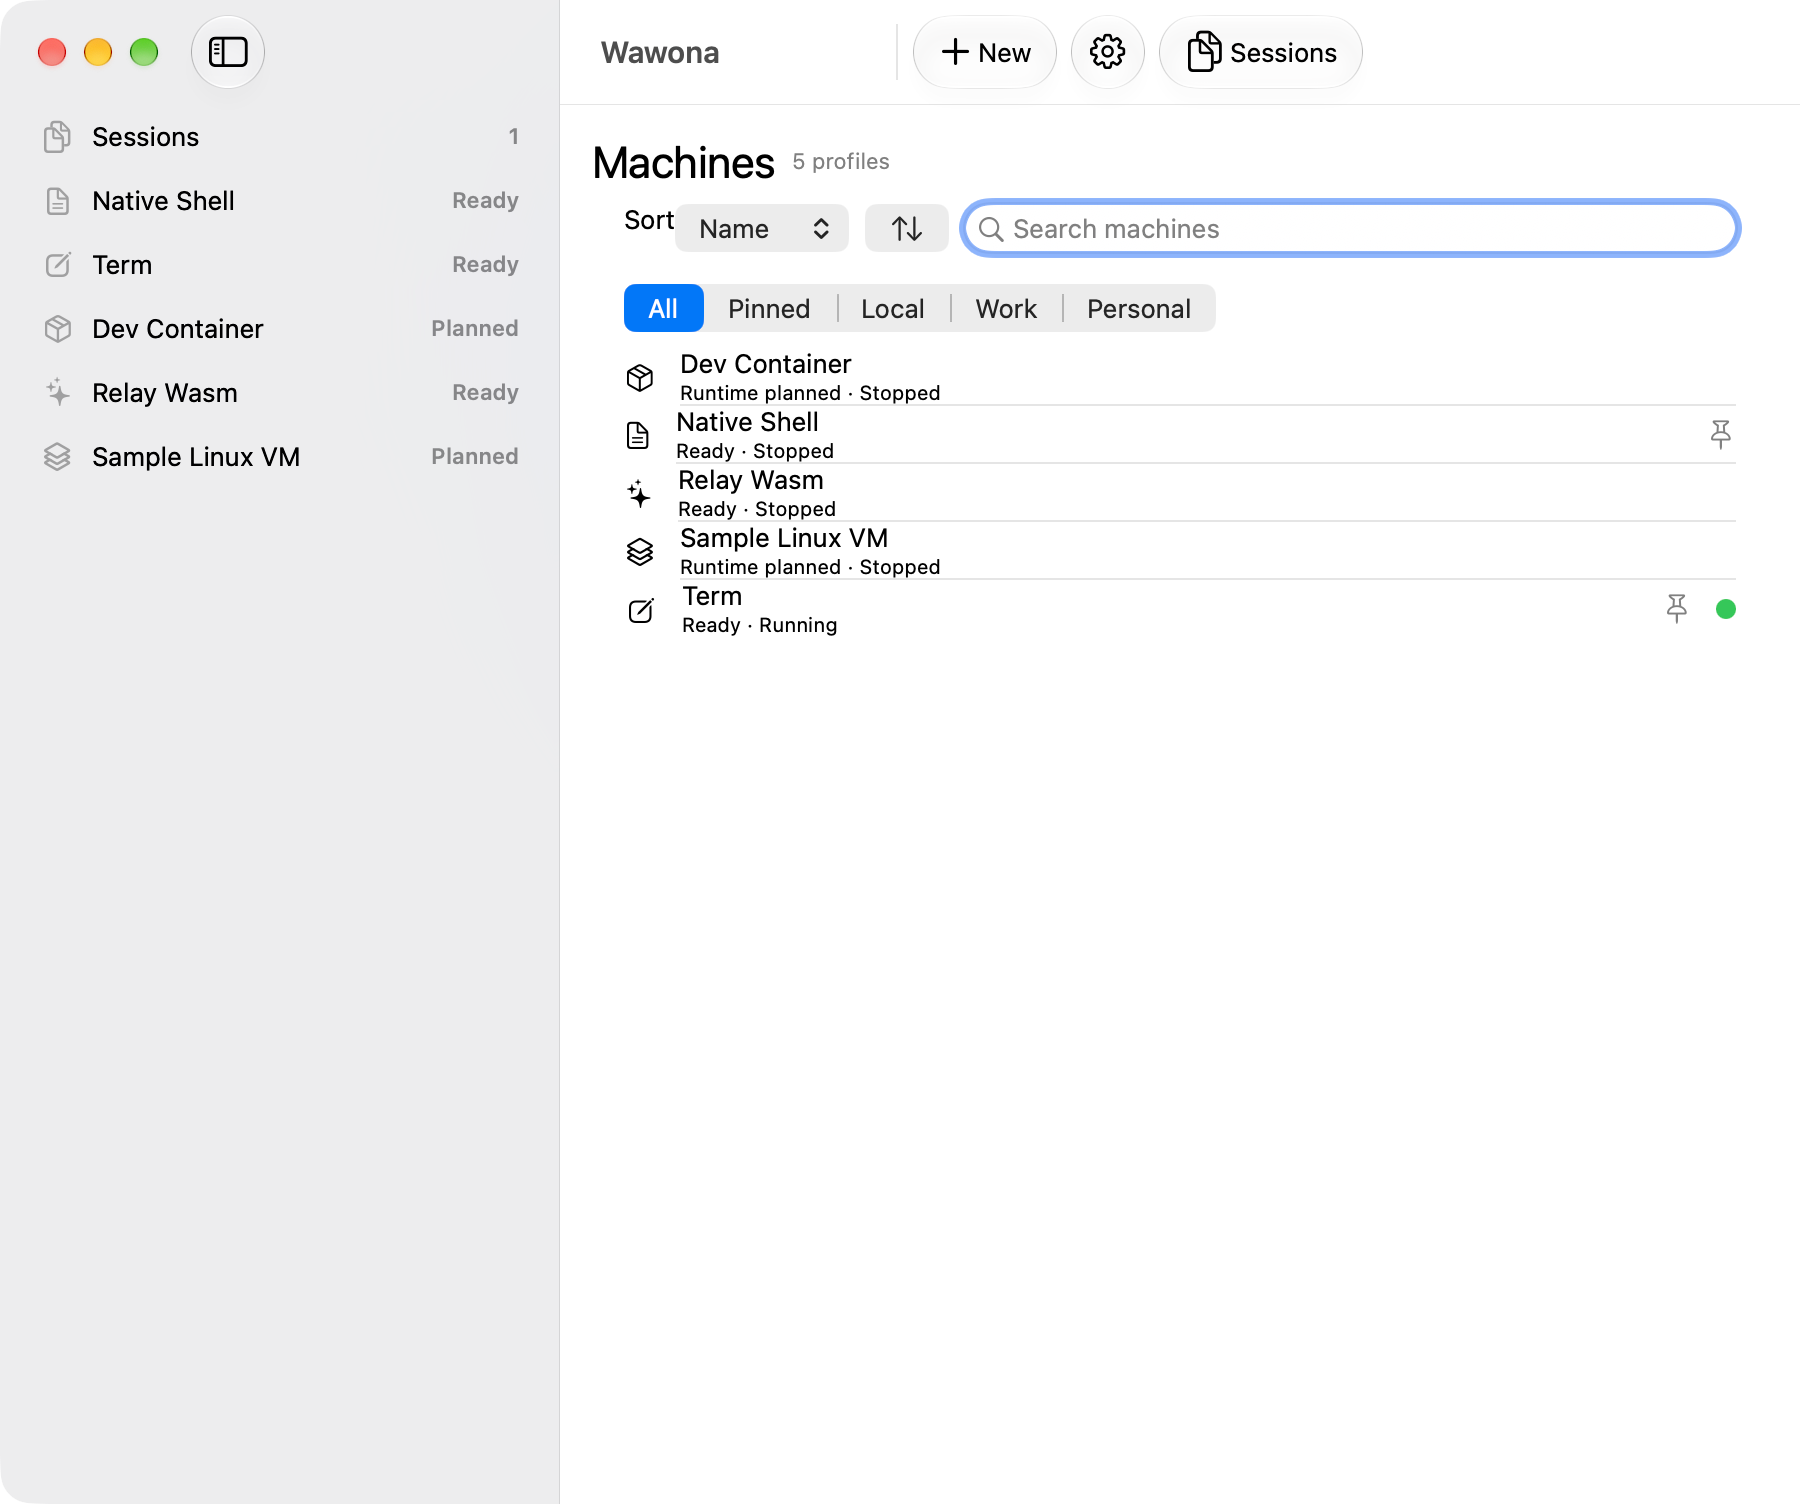 Wawona
New
Sessions
Sessions 1
Native Shell Ready
Term Ready
Dev Container Planned
Relay Wasm Ready
Sample Linux VM Planned
Machines 5 profiles
Sort Name Search machines
All Pinned Local Work Personal
Dev Container
Runtime planned · Stopped
Native Shell
Ready · Stopped
Relay Wasm
Ready · Stopped
Sample Linux VM
Runtime planned · Stopped
Term
Ready · Running